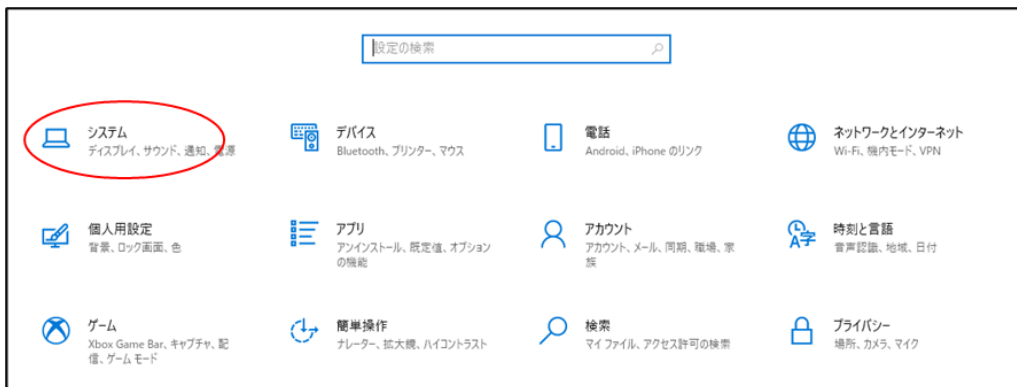 設定の検索
システム
ディスプレイ、サウンド、通知、電源
デバイス
Bluetooth、プリンター、マウス
電話
Android、iPhone のリンク
ネットワークとインターネット
Wi-Fi、機内モード、VPN
個人用設定
背景、ロック画面、色
アプリ
アンインストール、既定値、オプション
の機能
アカウント
アカウント、メール、同期、職場、家
族
時刻と言語
音声認識、地域、日付
ゲーム
Xbox Game Bar、キャプチャ、配
信、ゲーム モード
簡単操作
ナレーター、拡大鏡、ハイコントラスト
検索
マイ ファイル、アクセス許可の検索
プライバシー
場所、カメラ、マイク